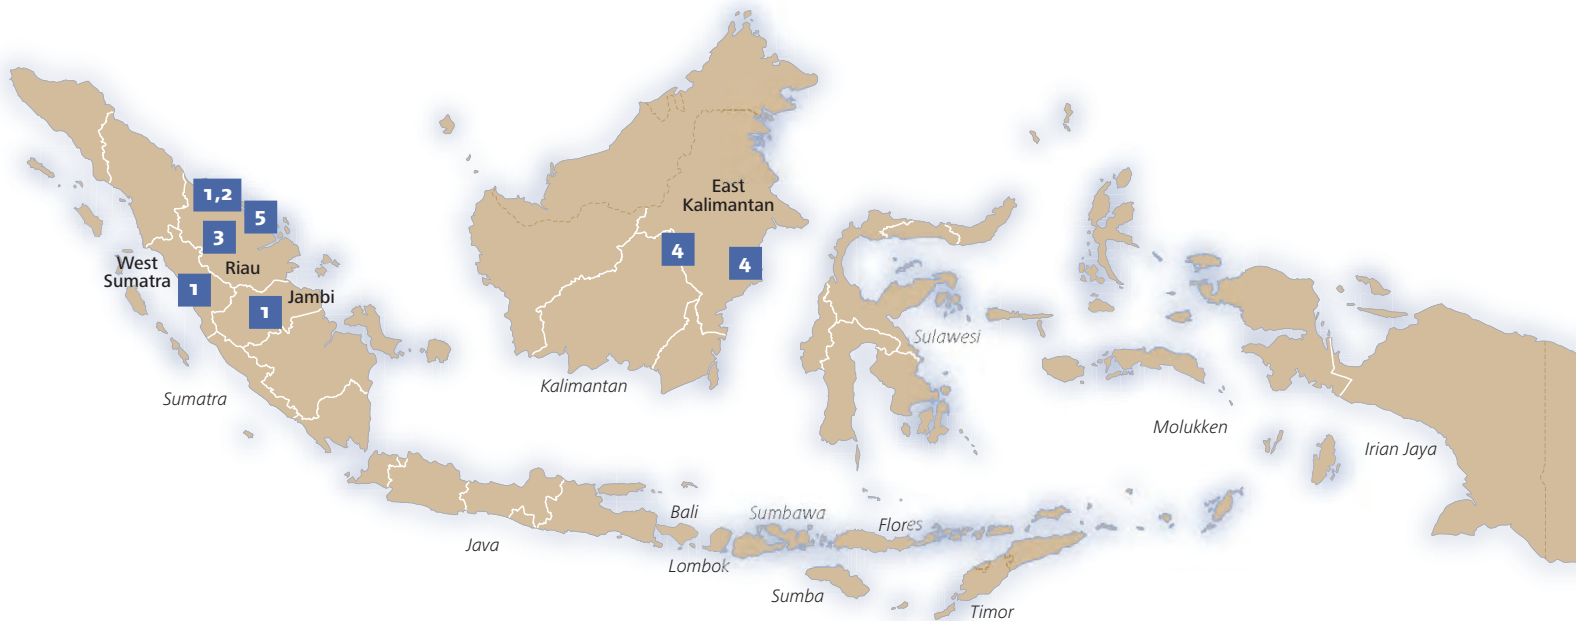 1,2
5
3
West
Sumatra
Riau
1
Jambi
1
East
Kalimantan
4
4
Sumatra
Kalimantan
Sulawesi
Molukken
Irian Jaya
Java
Bali
Lombok
Sumbawa
Flores
Sumba
Timor